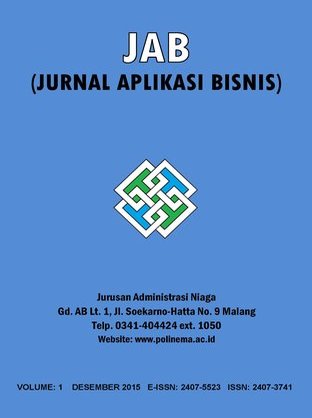 JAB
(JURNAL APLIKASI BISNIS)
Jurusan Administrasi Niaga
Gd. AB Lt. 1, Jl. Soekarno-Hatta No. 9 Malang
Telp. 0341-404424 ext. 1050
Website: www.polinema.ac.id
VOLUME: 1 DESEMBER 2015 E-ISSN: 2407-5523 ISSN: 2407-3741